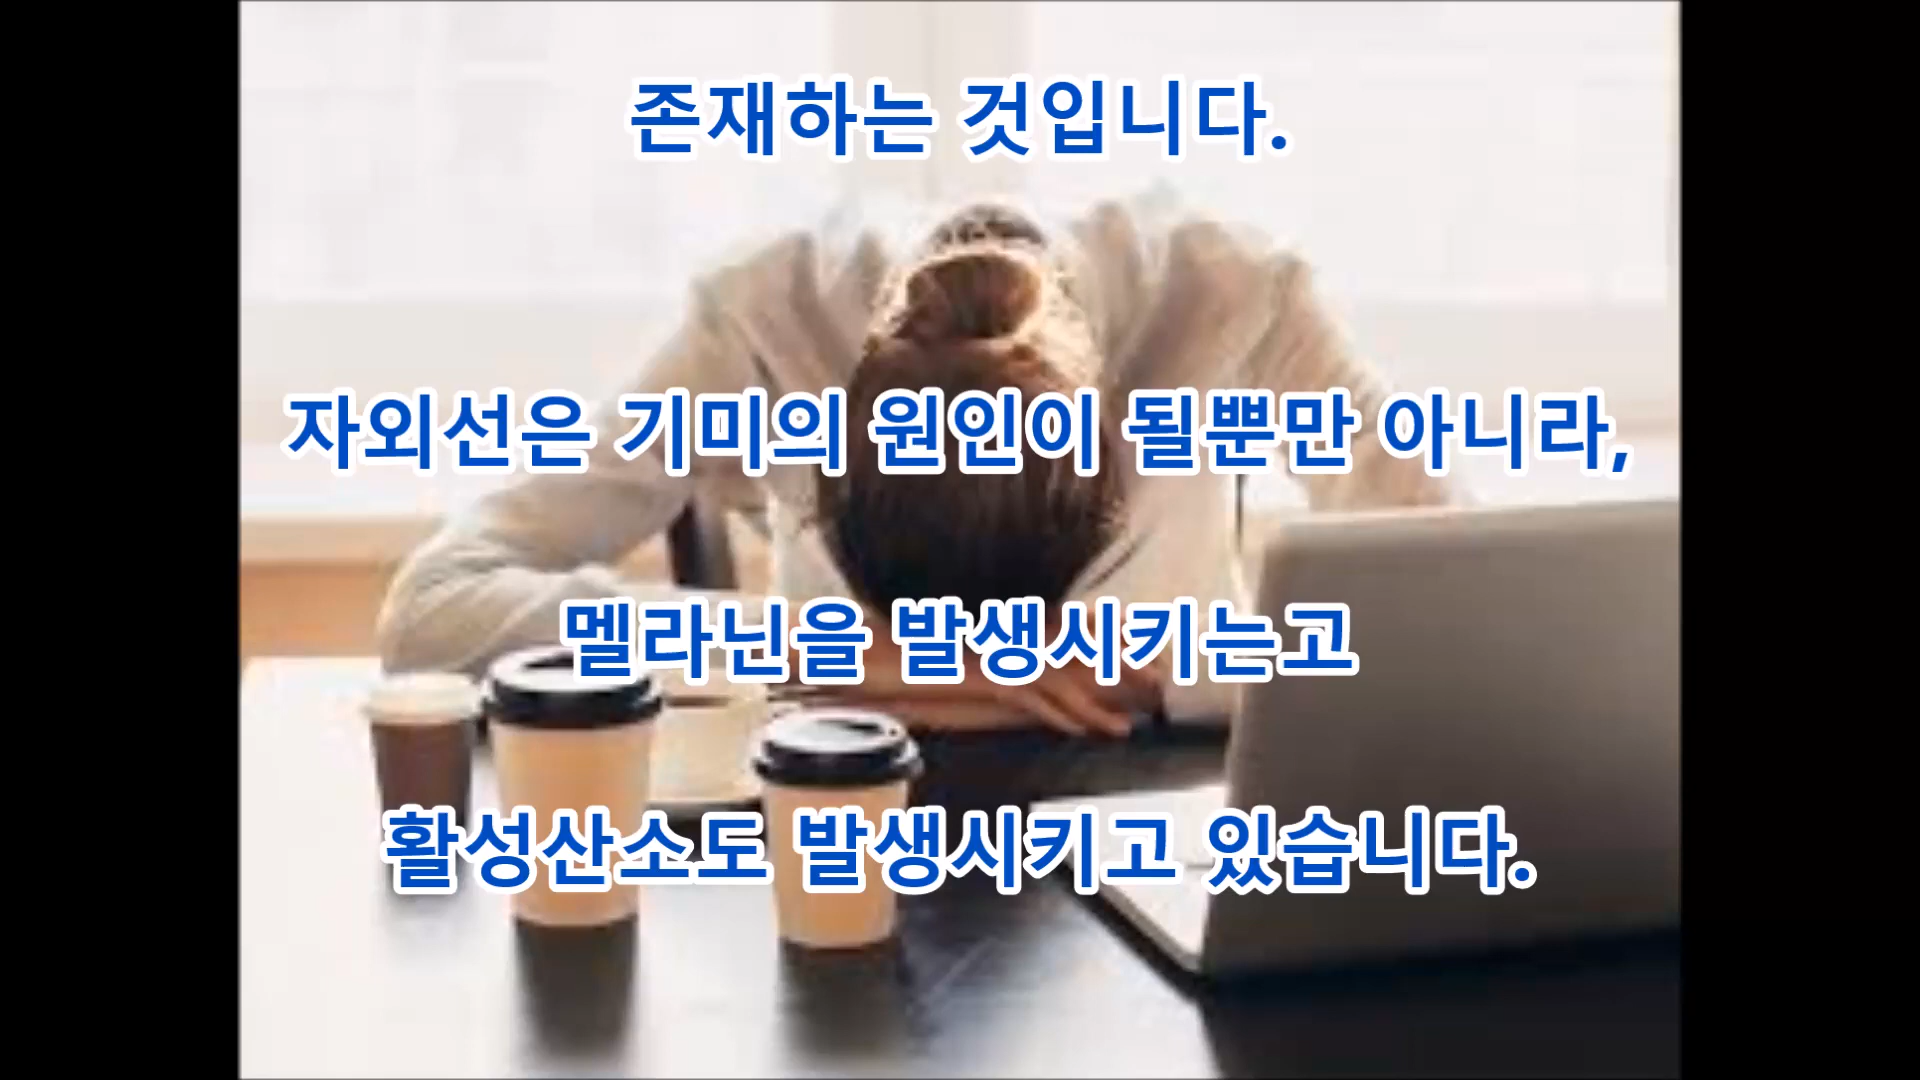 존재하는 것입니다.
자외선은 기미의 원인이 될뿐만 아니라,
멜라닌을 발생시키는고
활성산소도 발생시키고 있습니다.